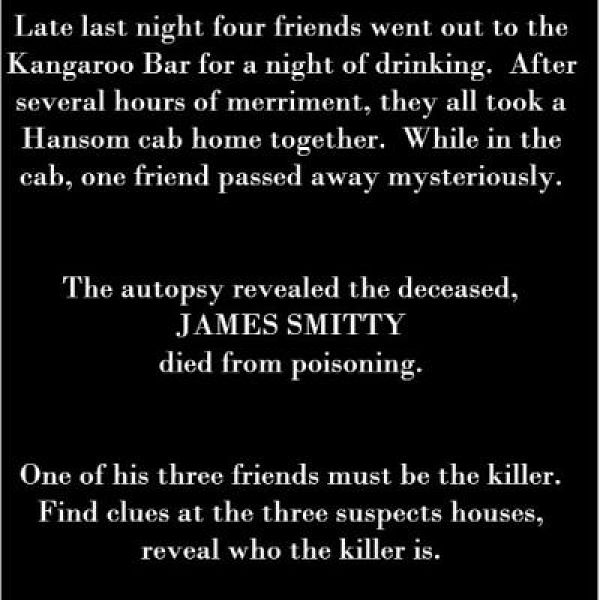 Late last night four friends went out to the
Kangaroo Bar for a night of drinking.  After
several hours of merriment, they all took a
Hansom cab home together.  While in the
cab, one friend passed away mysteriously.
The autopsy revealed the deceased,
JAMES SMITTY
died from poisoning.
One of his three friends must be the killer.
Find clues at the three suspects houses,
reveal who the killer is.